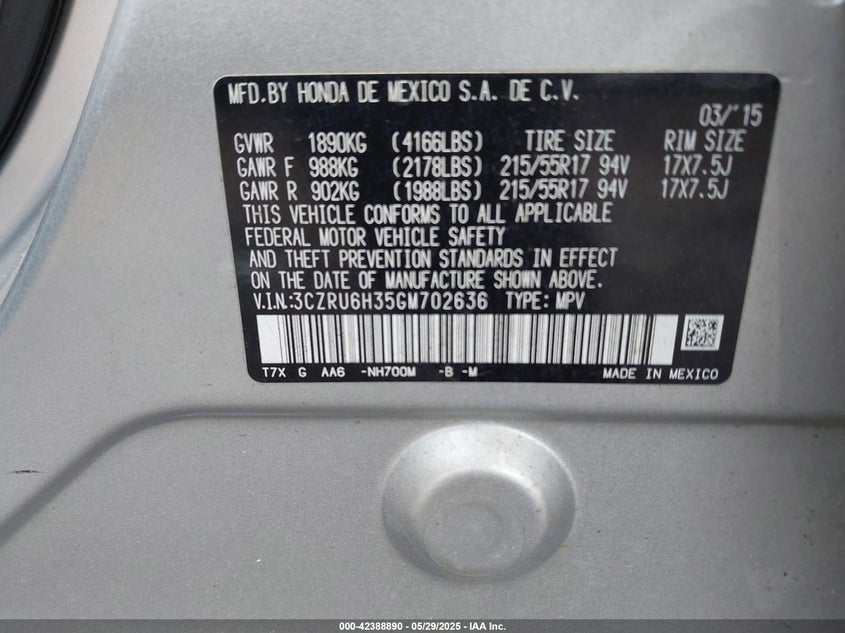 MFD.BY HONDA DE MEXICO S.A. DE C.V.
03/'15
GVWR 1890KG (4166LBS) TIRE SIZE RIM SIZE
GAWR F 988KG (2178LBS) 215/55R17 94V 17X7.5J
GAWR R 902KG (1988LBS) 215/55R17 94V 17X7.5J
THIS VEHICLE CONFORMS TO ALL APPLICABLE
FEDERAL MOTOR VEHICLE SAFETY
AND THEFT PREVENTION STANDARDS IN EFFECT
ON THE DATE OF MANUFACTURE SHOWN ABOVE.
V.I.N.:3CZRU6H35GM702636 TYPE: MPV
T7X G AA6 -NH700M -B -M MADE IN MEXICO
000-42388890 - 05/29/2025 - IAA Inc.